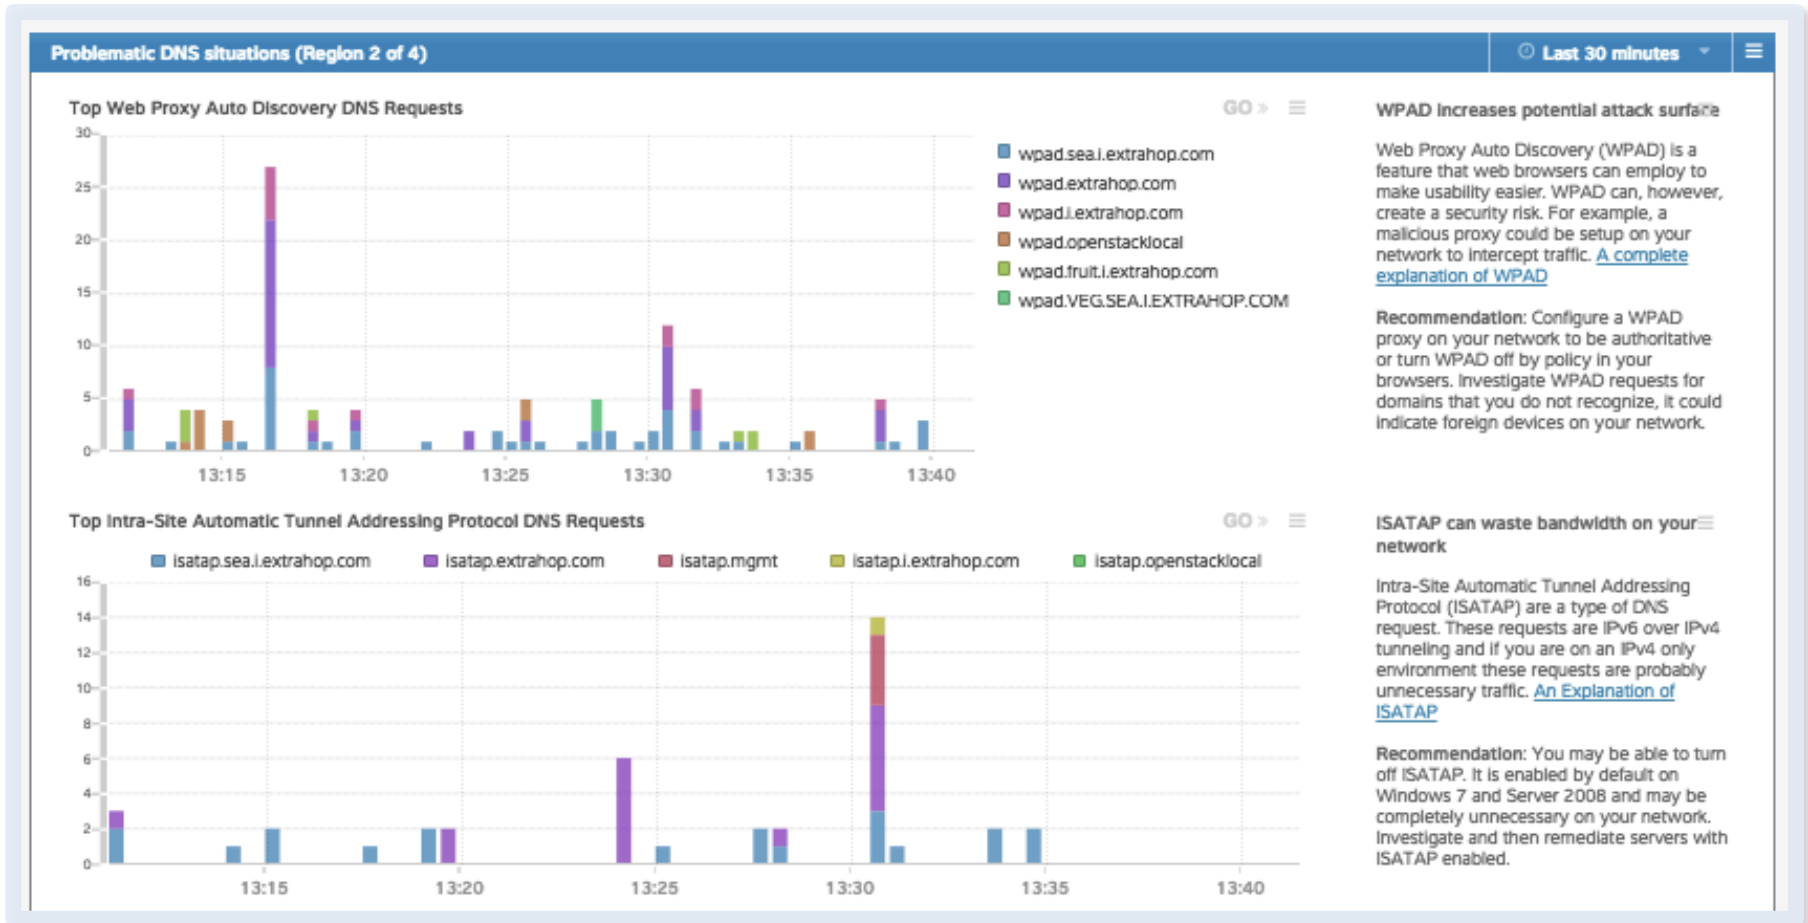 Problematic DNS situations (Region 2 of 4)
Last 30 minutes
Top Web Proxy Auto Discovery DNS Requests
GO »
30
25
20
15
10
5
0
13:15 13:20 13:25 13:30 13:35 13:40
wpad.sea.i.extrahop.com
wpad.extrahop.com
wpad.i.extrahop.com
wpad.openstacklocal
wpad.fruit.i.extrahop.com
wpad.VEG.SEA.I.EXTRAHOP.COM
WPAD increases potential attack surface
Web Proxy Auto Discovery (WPAD) is a
feature that web browsers can employ to
make usability easier. WPAD can, however,
create a security risk. For example, a
malicious proxy could be setup on your
network to intercept traffic. A complete
explanation of WPAD
Recommendation: Configure a WPAD
proxy on your network to be authoritative
or turn WPAD off by policy in your
browsers. Investigate WPAD requests for
domains that you do not recognize, it could
indicate foreign devices on your network.
Top Intra-Site Automatic Tunnel Addressing Protocol DNS Requests
GO »
isatap.sea.i.extrahop.com isatap.extrahop.com isatap.mgmt isatap.i.extrahop.com isatap.openstacklocal
16
14
12
10
8
6
4
2
0
13:15 13:20 13:25 13:30 13:35 13:40
ISATAP can waste bandwidth on your
network
Intra-Site Automatic Tunnel Addressing
Protocol (ISATAP) are a type of DNS
request. These requests are IPv6 over IPv4
tunneling and if you are on an IPv4 only
environment these requests are probably
unnecessary traffic. An Explanation of
ISATAP
Recommendation: You may be able to turn
off ISATAP. It is enabled by default on
Windows 7 and Server 2008 and may be
completely unnecessary on your network.
Investigate and then remediate servers with
ISATAP enabled.